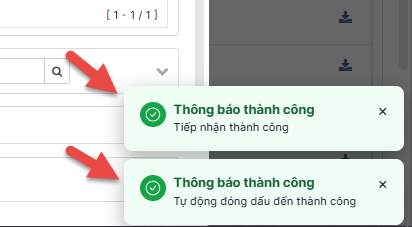 [ 1 - 1 / 1 ]
Thông báo thành công
Tiếp nhận thành công
Thông báo thành công
Tự động đóng dấu đến thành công